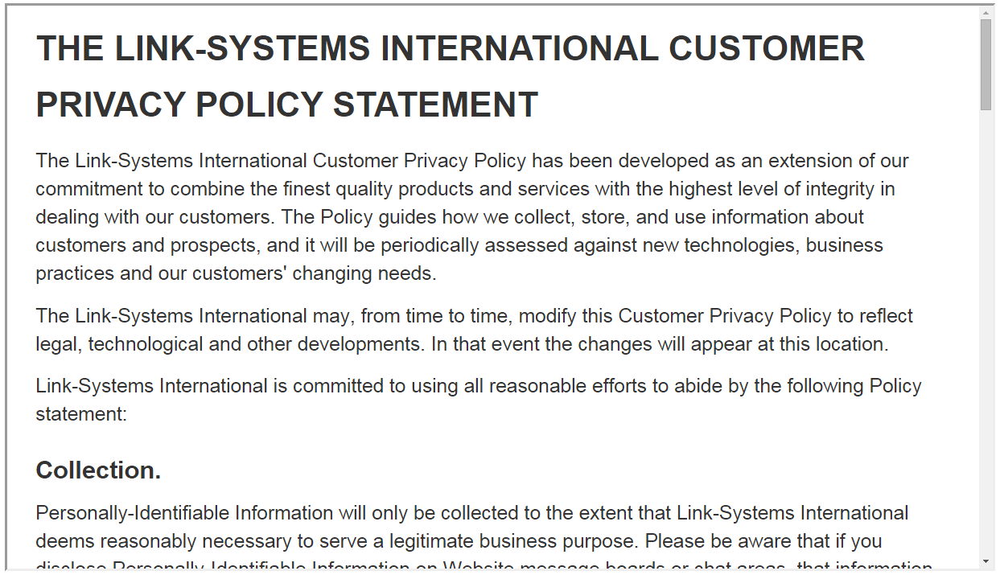 THE LINK-SYSTEMS INTERNATIONAL CUSTOMER
PRIVACY POLICY STATEMENT
The Link-Systems International Customer Privacy Policy has been developed as an extension of our
commitment to combine the finest quality products and services with the highest level of integrity in
dealing with our customers. The Policy guides how we collect, store, and use information about
customers and prospects, and it will be periodically assessed against new technologies, business
practices and our customers' changing needs.
The Link-Systems International may, from time to time, modify this Customer Privacy Policy to reflect
legal, technological and other developments. In that event the changes will appear at this location.
Link-Systems International is committed to using all reasonable efforts to abide by the following Policy
statement:
Collection.
Personally-Identifiable Information will only be collected to the extent that Link-Systems International
deems reasonably necessary to serve a legitimate business purpose. Please be aware that if you
disclose Personally-Identifiable Information on Website message boards or chat areas, that information